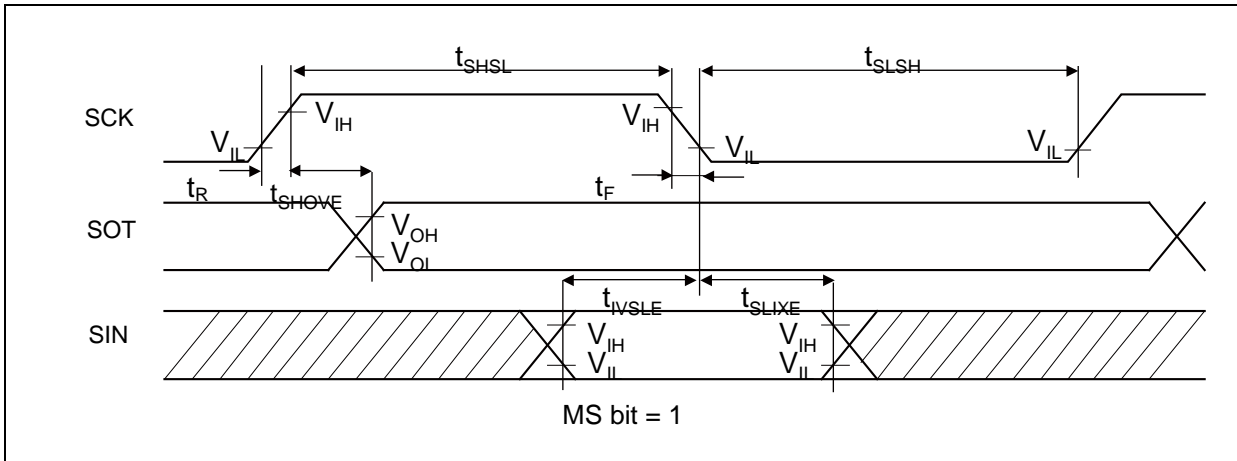 tSHSL
tSLSH
SCK
VIH
VIH
VIL
VIL
VIL
tR
tSHOVE
tF
SOT
VOH
VOL
tIVSLE
tSLIXE
SIN
VIH
VIH
VIL
VIL
MS bit = 1